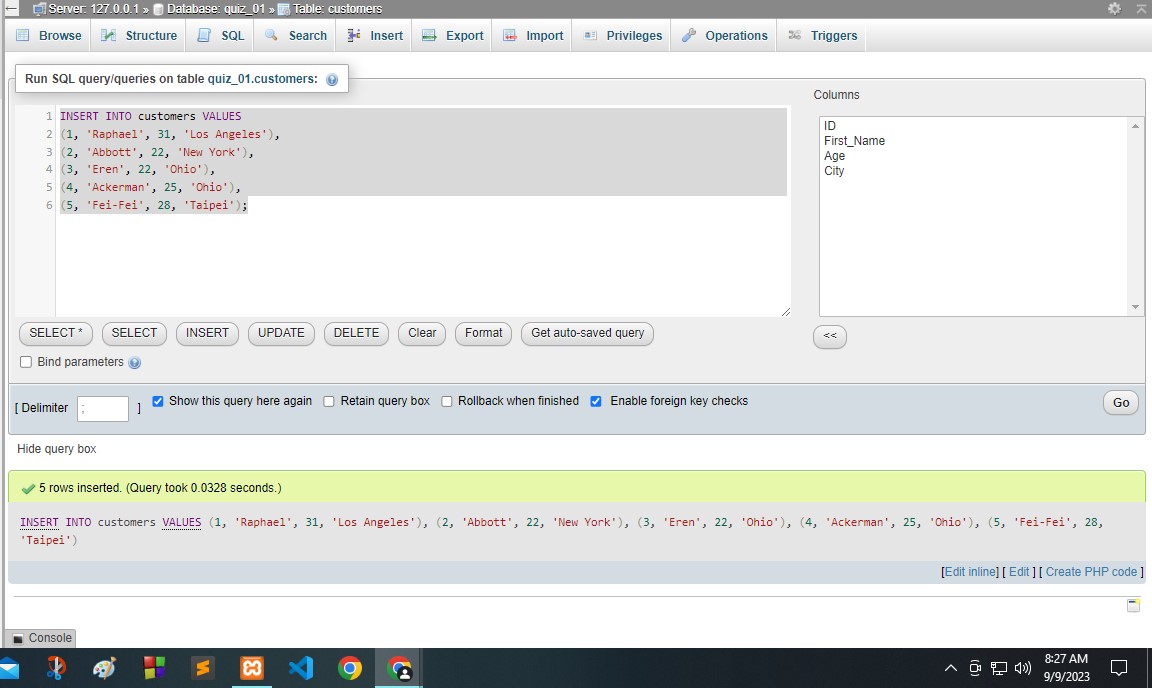 Server: 127.0.0.1 » Database: quiz_01 » Table: customers
Browse Structure SQL Search Insert Export Import Privileges Operations Triggers
Run SQL query/queries on table quiz_01.customers:
Columns
1 INSERT INTO customers VALUES
2 (1, 'Raphael', 31, 'Los Angeles'),
3 (2, 'Abbott', 22, 'New York'),
4 (3, 'Eren', 22, 'Ohio'),
5 (4, 'Ackerman', 25, 'Ohio'),
6 (5, 'Fei-Fei', 28, 'Taipei');
ID
First_Name
Age
City
SELECT * SELECT INSERT UPDATE DELETE Clear Format Get auto-saved query <<
Bind parameters
[ Delimiter ; ] Show this query here again Retain query box Rollback when finished Enable foreign key checks Go
Hide query box
5 rows inserted. (Query took 0.0328 seconds.)
INSERT INTO customers VALUES (1, 'Raphael', 31, 'Los Angeles'), (2, 'Abbott', 22, 'New York'), (3, 'Eren', 22, 'Ohio'), (4, 'Ackerman', 25, 'Ohio'), (5, 'Fei-Fei', 28,
'Taipei')
[Edit inline] [ Edit ] [ Create PHP code ]
Console
8:27 AM
9/9/2023